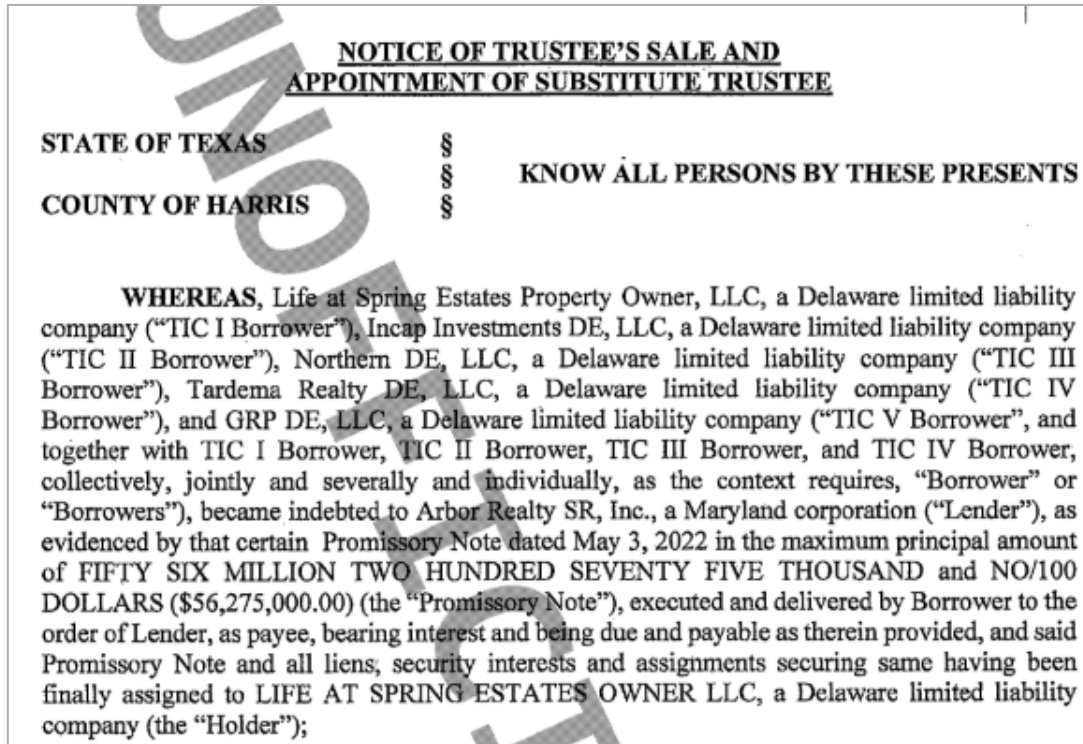 NOTICE OF TRUSTEE'S SALE AND
APPOINTMENT OF SUBSTITUTE TRUSTEE
STATE OF TEXAS §
§ KNOW ALL PERSONS BY THESE PRESENTS
COUNTY OF HARRIS §
WHEREAS, Life at Spring Estates Property Owner, LLC, a Delaware limited liability
company (“TIC I Borrower”), Incap Investments DE, LLC, a Delaware limited liability company
(“TIC II Borrower”), Northern DE, LLC, a Delaware limited liability company (“TIC III
Borrower”), Tardema Realty DE, LLC, a Delaware limited liability company (“TIC IV
Borrower”), and GRP DE, LLC, a Delaware limited liability company (“TIC V Borrower”, and
together with TIC I Borrower, TIC II Borrower, TIC III Borrower, and TIC IV Borrower,
collectively, jointly and severally and individually, as the context requires, “Borrower” or
“Borrowers”), became indebted to Arbor Realty SR, Inc., a Maryland corporation (“Lender”), as
evidenced by that certain Promissory Note dated May 3, 2022 in the maximum principal amount
of FIFTY SIX MILLION TWO HUNDRED SEVENTY FIVE THOUSAND and NO/100
DOLLARS ($56,275,000.00) (the “Promissory Note”), executed and delivered by Borrower to the
order of Lender, as payee, bearing interest and being due and payable as therein provided, and said
Promissory Note and all liens, security interests and assignments securing same having been
finally assigned to LIFE AT SPRING ESTATES OWNER LLC, a Delaware limited liability
company (the “Holder”);